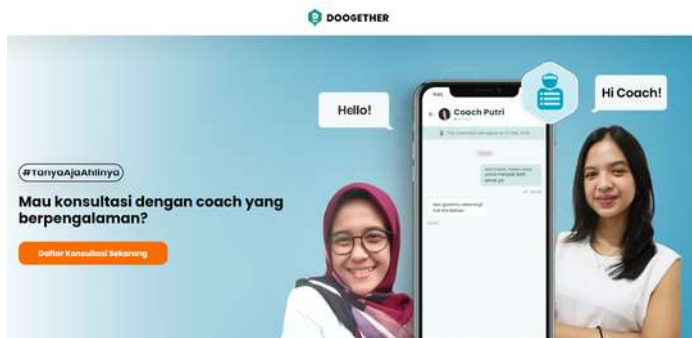 DOOGETHER
Hello!
Hi Coach!
Coach Putri
#TanyaAjaAhlinya
Mau konsultasi dengan coach yang
berpengalaman?
Daftar Konsultasi Sekarang